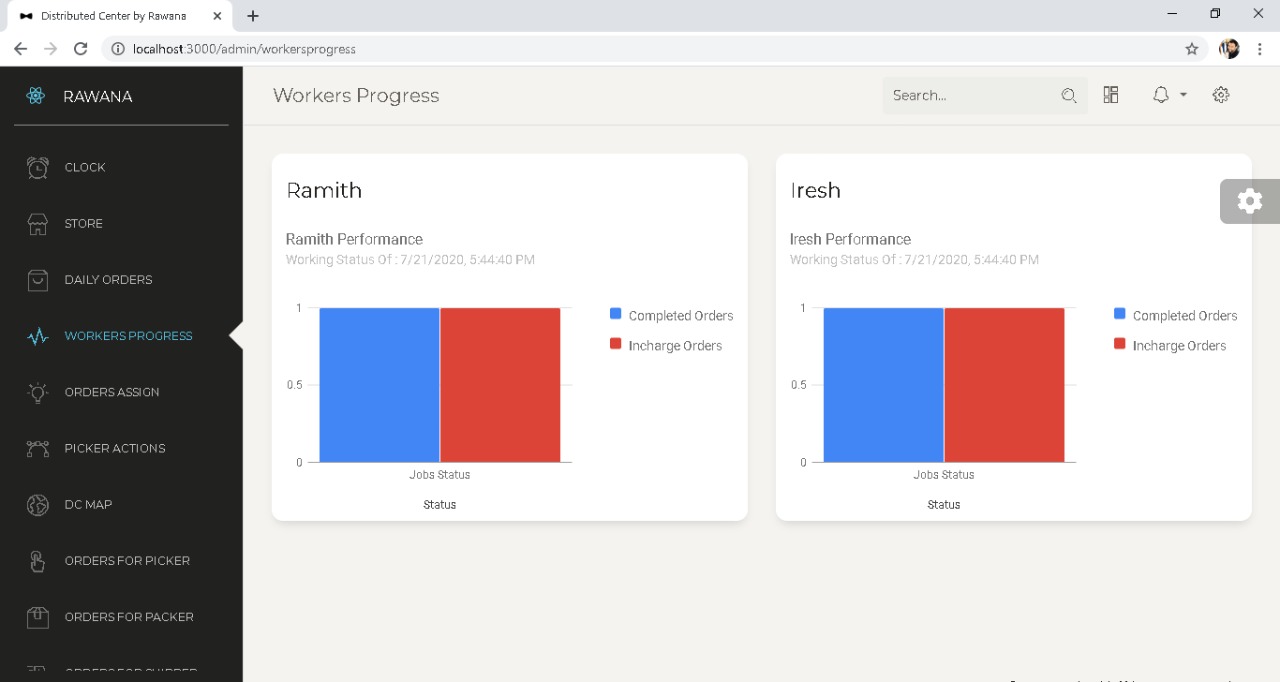 Distributed Center by Rawana
localhost:3000/admin/workersprogress
RAWANA
CLOCK
STORE
DAILY ORDERS
WORKERS PROGRESS
ORDERS ASSIGN
PICKER ACTIONS
DC MAP
ORDERS FOR PICKER
ORDERS FOR PACKER
Workers Progress
Search...
Ramith
Ramith Performance
Working Status Of : 7/21/2020, 5:44:40 PM
1
0.5
0
Completed Orders
Incharge Orders
Jobs Status
Status
Iresh
Iresh Performance
Working Status Of : 7/21/2020, 5:44:40 PM
1
0.5
0
Completed Orders
Incharge Orders
Jobs Status
Status